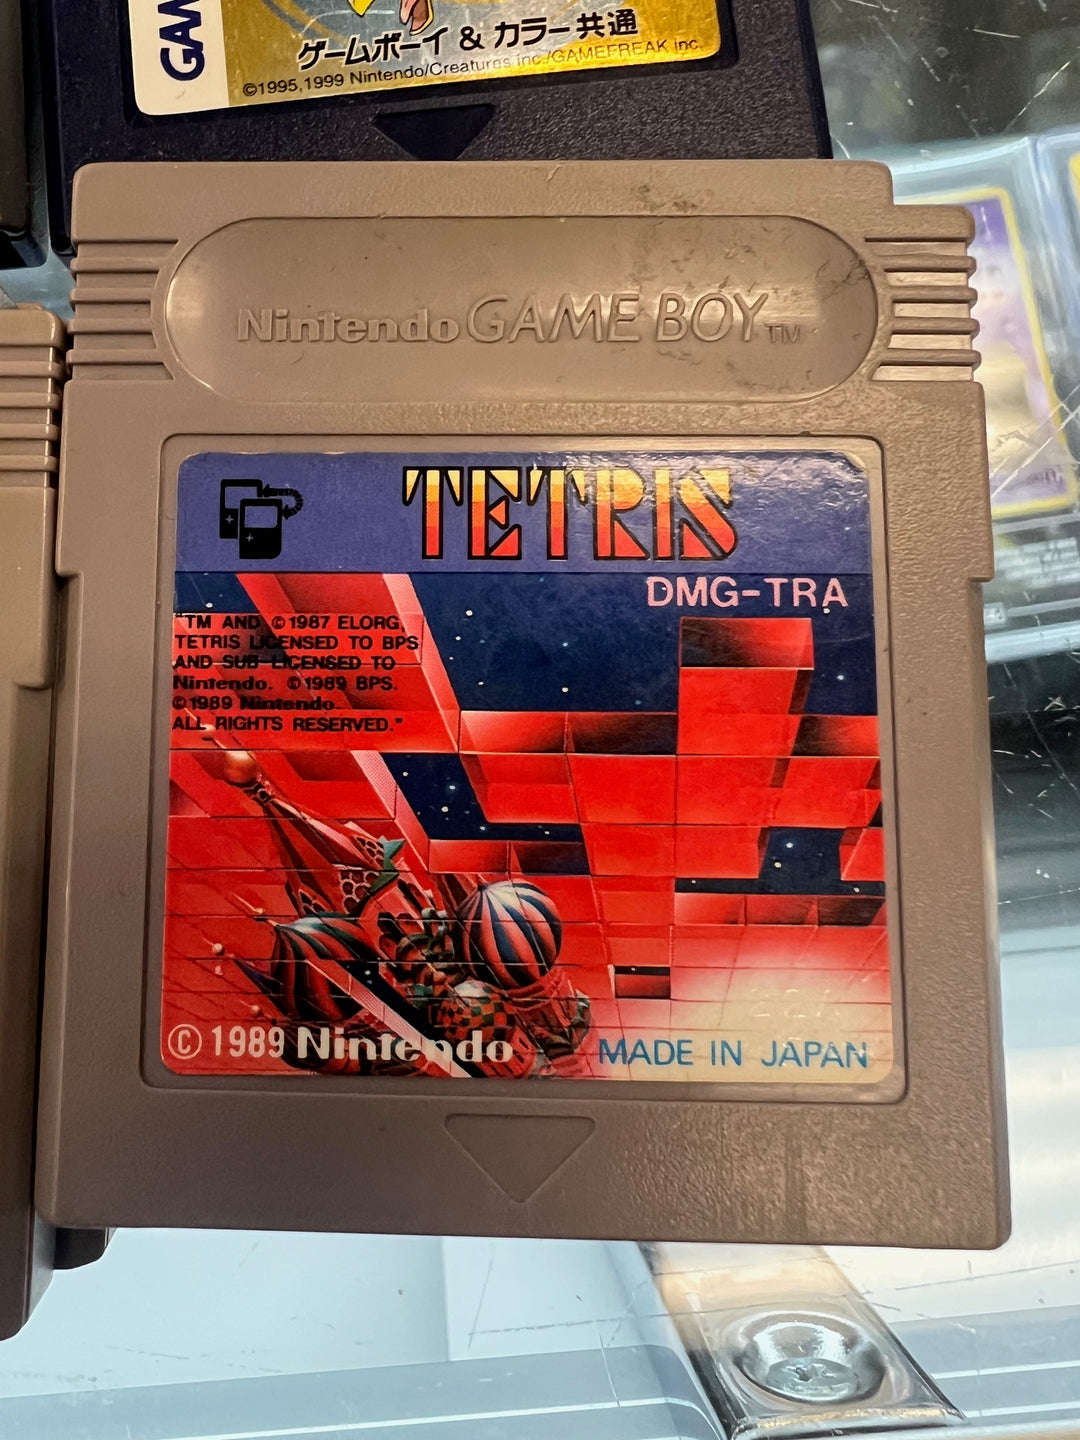 GAM
ゲームボーイ & カラー共通
©1995,1999 Nintendo/Creatures inc./GAMEFREAK inc.
Nintendo GAME BOY TM
TETRIS
DMG-TRA
"TM AND ©1987 ELORG,
TETRIS LICENSED TO BPS
AND SUB-LICENSED TO
Nintendo. ©1989 BPS.
©1989 Nintendo.
ALL RIGHTS RESERVED."
© 1989 Nintendo
MADE IN JAPAN